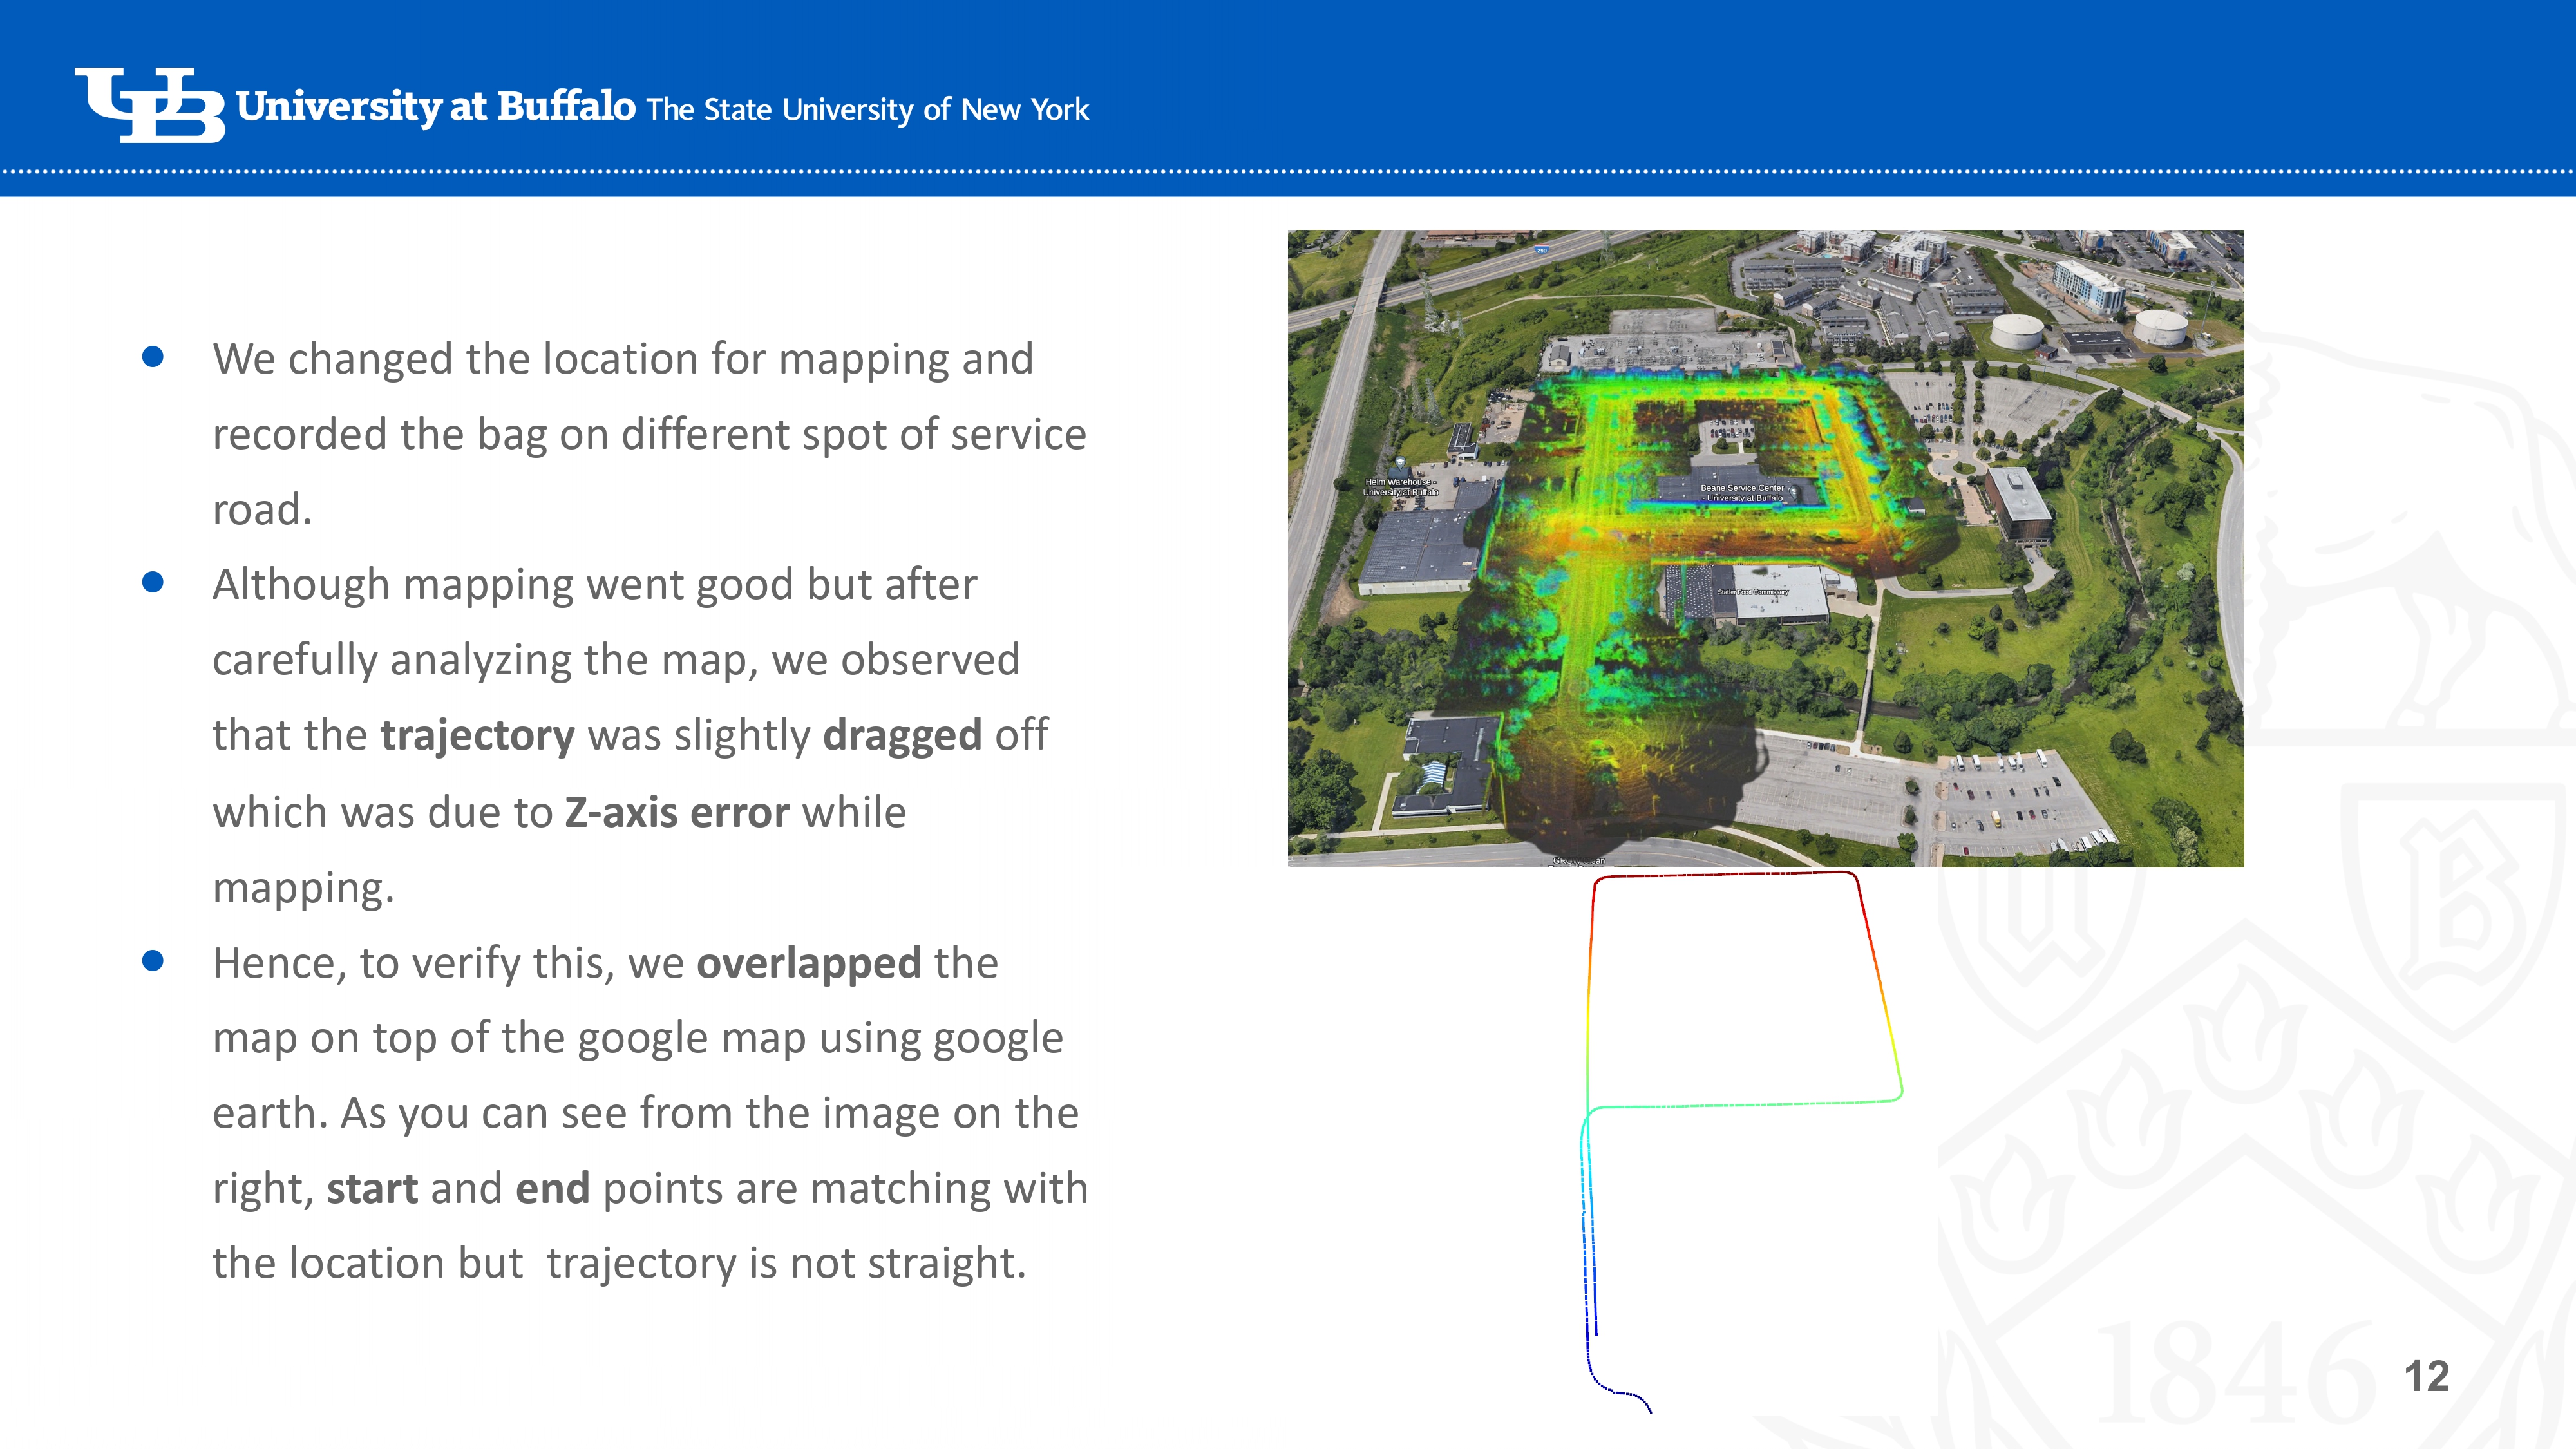 University at Buffalo The State University of New York
● We changed the location for mapping and
recorded the bag on different spot of service
road.
● Although mapping went good but after
carefully analyzing the map, we observed
that the trajectory was slightly dragged off
which was due to Z-axis error while
mapping.
● Hence, to verify this, we overlapped the
map on top of the google map using google
earth. As you can see from the image on the
right, start and end points are matching with
the location but  trajectory is not straight.
290
Helm Warehouse -
University at Buffalo
Beane Service Center -
University at Buffalo
Statler Food Commissary
1846
12